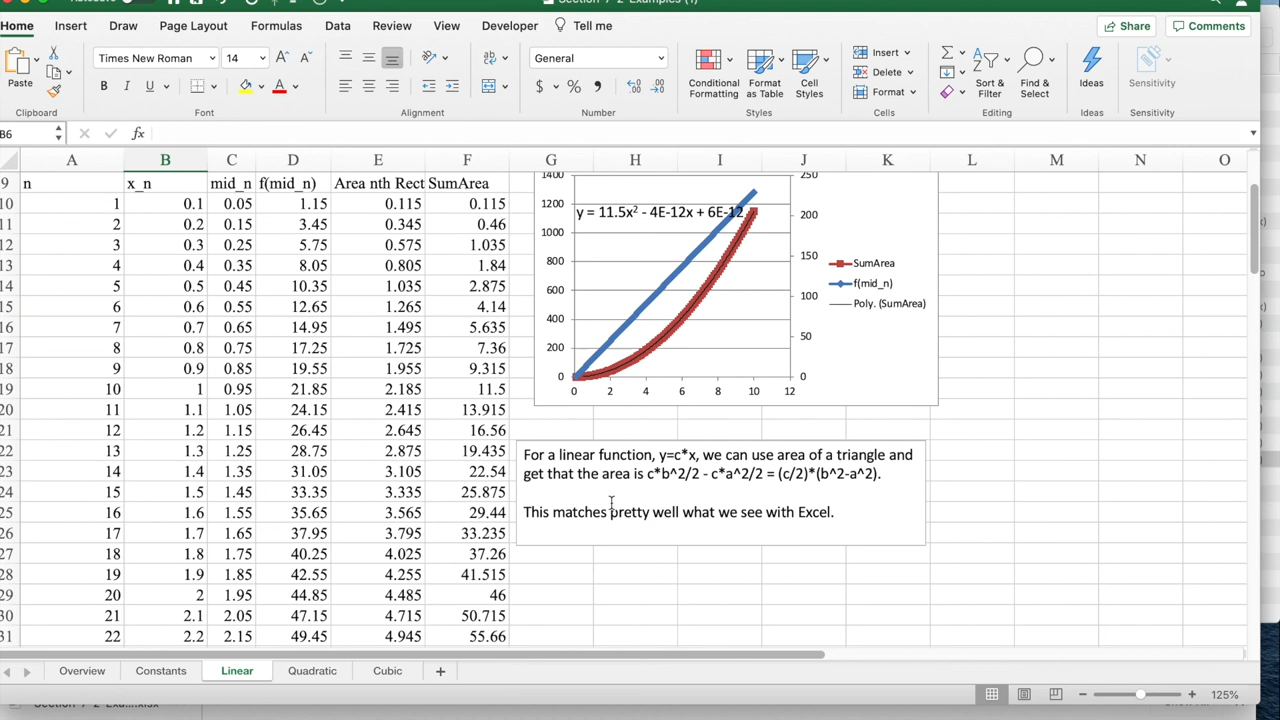 Home Insert Draw Page Layout Formulas Data Review View Developer Tell me Share Comments
Times New Roman 14 General
Paste B I U A $ % Conditional Formatting Format as Table Cell Styles Insert Delete Format Sort & Filter Find & Select Ideas Sensitivity
Clipboard Font Alignment Number Styles Cells Editing Ideas Sensitivity
B6 fx
A B C D E F G H I J K L M N O
9 n x_n mid_n f(mid_n) Area nth Rect SumArea
10 1 0.1 0.05 1.15 0.115 0.115
11 2 0.2 0.15 3.45 0.345 0.46
12 3 0.3 0.25 5.75 0.575 1.035
13 4 0.4 0.35 8.05 0.805 1.84
14 5 0.5 0.45 10.35 1.035 2.875
15 6 0.6 0.55 12.65 1.265 4.14
16 7 0.7 0.65 14.95 1.495 5.635
17 8 0.8 0.75 17.25 1.725 7.36
18 9 0.9 0.85 19.55 1.955 9.315
19 10 1 0.95 21.85 2.185 11.5
20 11 1.1 1.05 24.15 2.415 13.915
21 12 1.2 1.15 26.45 2.645 16.56
22 13 1.3 1.25 28.75 2.875 19.435
23 14 1.4 1.35 31.05 3.105 22.54
24 15 1.5 1.45 33.35 3.335 25.875
25 16 1.6 1.55 35.65 3.565 29.44
26 17 1.7 1.65 37.95 3.795 33.235
27 18 1.8 1.75 40.25 4.025 37.26
28 19 1.9 1.85 42.55 4.255 41.515
29 20 2 1.95 44.85 4.485 46
30 21 2.1 2.05 47.15 4.715 50.715
31 22 2.2 2.15 49.45 4.945 55.66
1400 250
1200 y = 11.5x² - 4E-12x + 6E-12 200
1000
800 150
600 100
400 50
200
0 0
0 2 4 6 8 10 12
SumArea
f(mid_n)
Poly. (SumArea)
For a linear function, y=c*x, we can use area of a triangle and
get that the area is c*b^2/2 - c*a^2/2 = (c/2)*(b^2-a^2).
This matches pretty well what we see with Excel.
Overview Constants Linear Quadratic Cubic +
125%